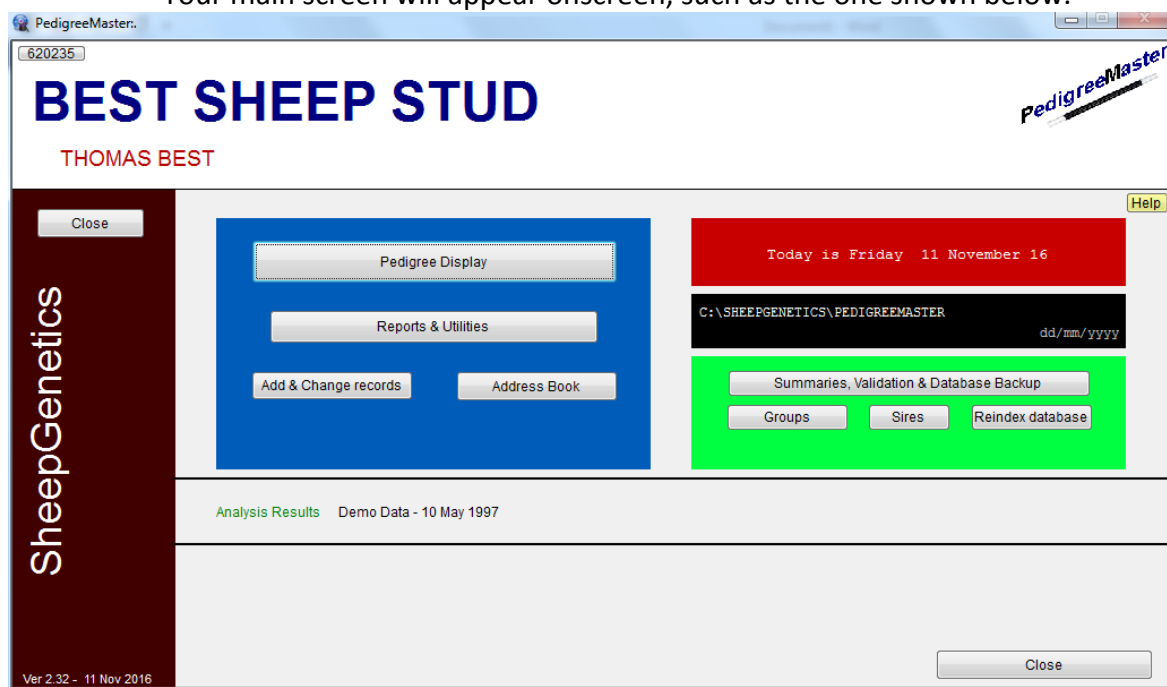 Your main screen will appear onscreen, such as the one shown below.
PedigreeMaster:.
620235
BEST SHEEP STUD
PedigreeMaster
THOMAS BEST
Help
Close
Pedigree Display
Today is Friday 11 November 16
Reports & Utilities
C:\SHEEPGENETICS\PEDIGREEMASTER
dd/mm/yyyy
Add & Change records
Address Book
Summaries, Validation & Database Backup
Groups
Sires
Reindex database
SheepGenetics
Analysis Results Demo Data - 10 May 1997
Close
Ver 2.32 - 11 Nov 2016